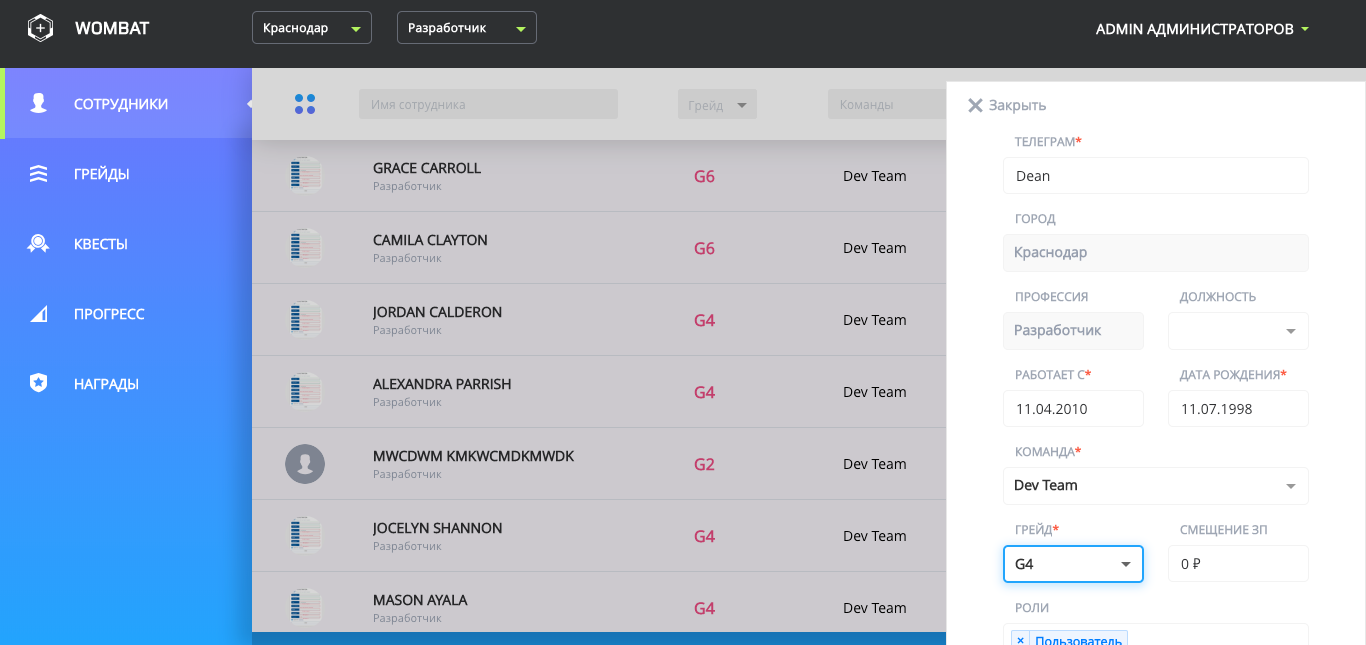 WOMBAT
Краснодар
Разработчик
ADMIN АДМИНИСТРАТОРОВ
СОТРУДНИКИ
ГРЕЙДЫ
КВЕСТЫ
ПРОГРЕСС
НАГРАДЫ
Имя сотрудника
Грейд
Команды
GRACE CARROLL
Разработчик
G6
Dev Team
CAMILA CLAYTON
Разработчик
G6
Dev Team
JORDAN CALDERON
Разработчик
G4
Dev Team
ALEXANDRA PARRISH
Разработчик
G4
Dev Team
MWCDWM KMKWCMDKMWDK
Разработчик
G2
Dev Team
JOCELYN SHANNON
Разработчик
G4
Dev Team
MASON AYALA
Разработчик
G4
Dev Team
Закрыть
ТЕЛЕГРАМ*
Dean
ГОРОД
Краснодар
ПРОФЕССИЯ
Разработчик
ДОЛЖНОСТЬ
РАБОТАЕТ С*
11.04.2010
ДАТА РОЖДЕНИЯ*
11.07.1998
КОМАНДА*
Dev Team
ГРЕЙД*
G4
СМЕЩЕНИЕ ЗП
0 ₽
РОЛИ
× Пользователь